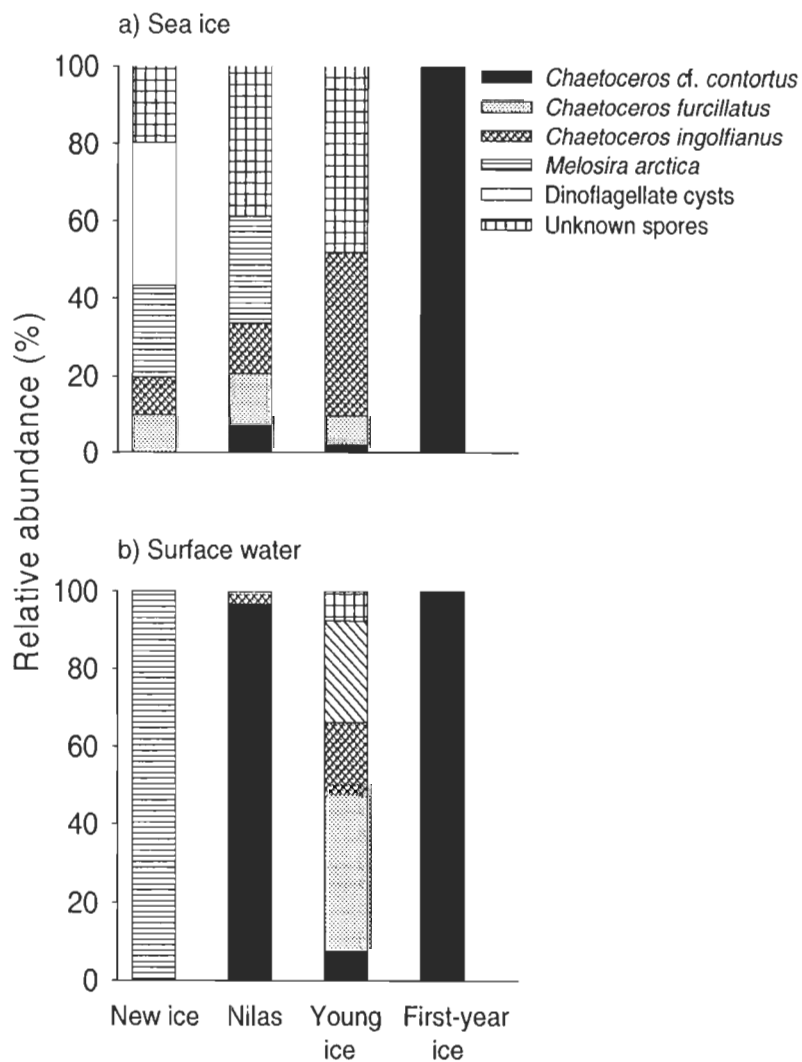 a) Sea ice
100
80
60
40
20
0
Chaetoceros cf. contortus
Chaetoceros furcillatus
Chaetoceros ingolfianus
Melosira arctica
Dinoflagellate cysts
Unknown spores
Relative abundance (%)
b) Surface water
100
80
60
40
20
0
New ice Nilas Young First-year
ice ice